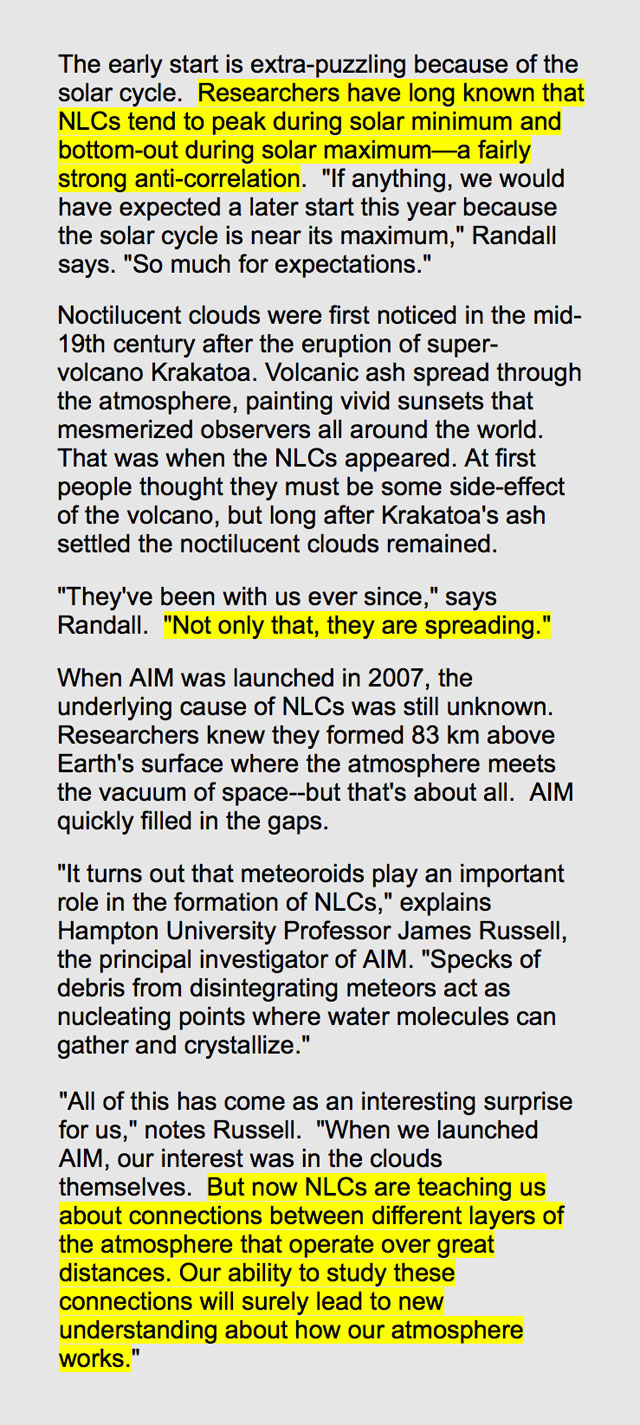 The early start is extra-puzzling because of the
solar cycle.  Researchers have long known that
NLCs tend to peak during solar minimum and
bottom-out during solar maximum—a fairly
strong anti-correlation.  "If anything, we would
have expected a later start this year because
the solar cycle is near its maximum," Randall
says. "So much for expectations."
Noctilucent clouds were first noticed in the mid-
19th century after the eruption of super-
volcano Krakatoa. Volcanic ash spread through
the atmosphere, painting vivid sunsets that
mesmerized observers all around the world.
That was when the NLCs appeared. At first
people thought they must be some side-effect
of the volcano, but long after Krakatoa's ash
settled the noctilucent clouds remained.
"They've been with us ever since," says
Randall.  "Not only that, they are spreading."
When AIM was launched in 2007, the
underlying cause of NLCs was still unknown.
Researchers knew they formed 83 km above
Earth's surface where the atmosphere meets
the vacuum of space--but that's about all.  AIM
quickly filled in the gaps.
"It turns out that meteoroids play an important
role in the formation of NLCs," explains
Hampton University Professor James Russell,
the principal investigator of AIM. "Specks of
debris from disintegrating meteors act as
nucleating points where water molecules can
gather and crystallize."
"All of this has come as an interesting surprise
for us," notes Russell.  "When we launched
AIM, our interest was in the clouds
themselves.  But now NLCs are teaching us
about connections between different layers of
the atmosphere that operate over great
distances. Our ability to study these
connections will surely lead to new
understanding about how our atmosphere
works."